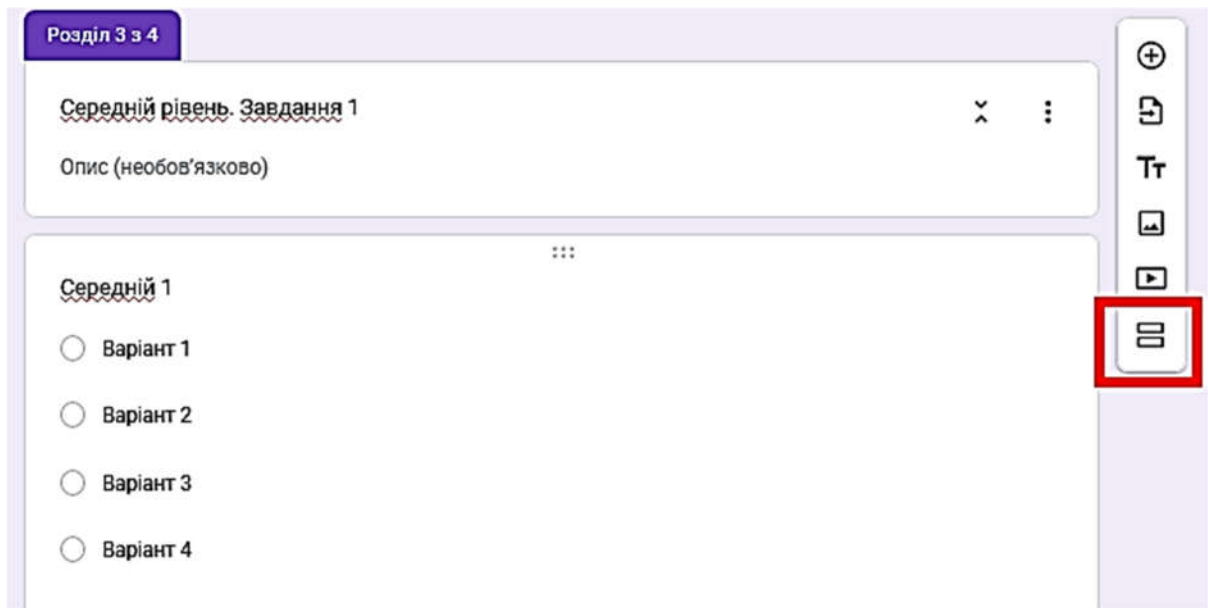 Розділ 3 з 4
Середній рівень. Завдання 1
Опис (необов'язково)
Середній 1
Варіант 1
Варіант 2
Варіант 3
Варіант 4
Тт